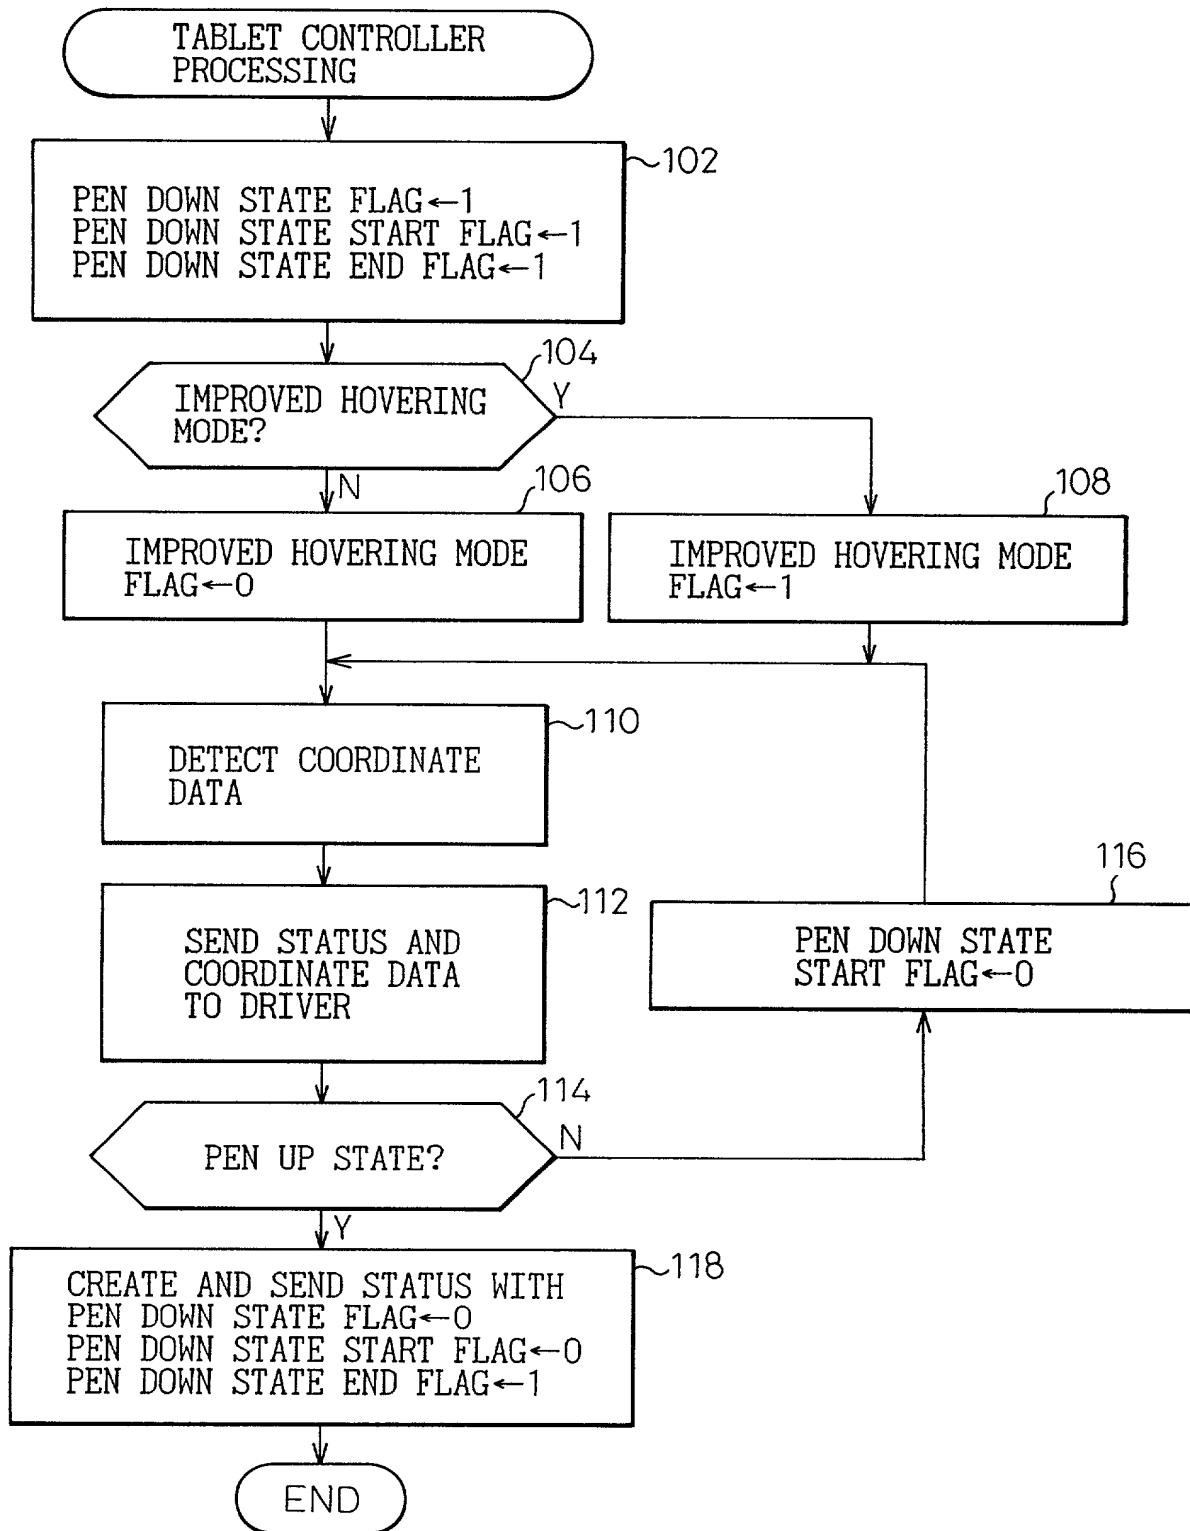 TABLET CONTROLLER
PROCESSING
102
PEN DOWN STATE FLAG←1
PEN DOWN STATE START FLAG←1
PEN DOWN STATE END FLAG←1
104
IMPROVED HOVERING
MODE?
Y
N
106
IMPROVED HOVERING MODE
FLAG←0
108
IMPROVED HOVERING MODE
FLAG←1
110
DETECT COORDINATE
DATA
112
SEND STATUS AND
COORDINATE DATA
TO DRIVER
116
PEN DOWN STATE
START FLAG←0
114
PEN UP STATE?
N
Y
118
CREATE AND SEND STATUS WITH
PEN DOWN STATE FLAG←0
PEN DOWN STATE START FLAG←0
PEN DOWN STATE END FLAG←1
END